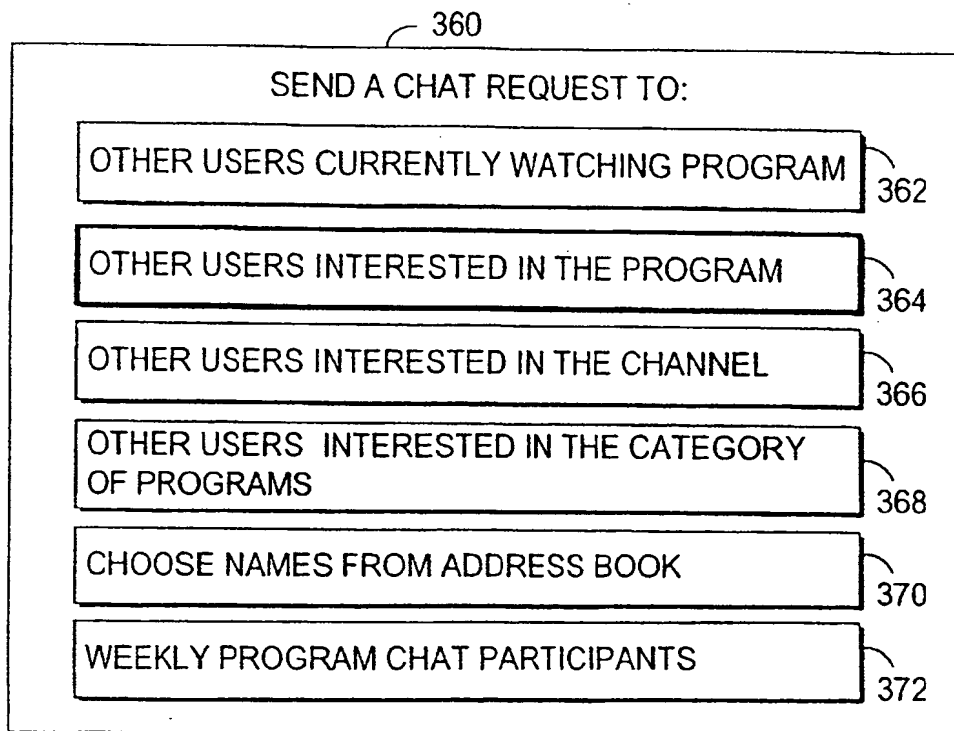 360
SEND A CHAT REQUEST TO:
OTHER USERS CURRENTLY WATCHING PROGRAM
362
OTHER USERS INTERESTED IN THE PROGRAM
364
OTHER USERS INTERESTED IN THE CHANNEL
366
OTHER USERS INTERESTED IN THE CATEGORY
OF PROGRAMS
368
CHOOSE NAMES FROM ADDRESS BOOK
370
WEEKLY PROGRAM CHAT PARTICIPANTS
372